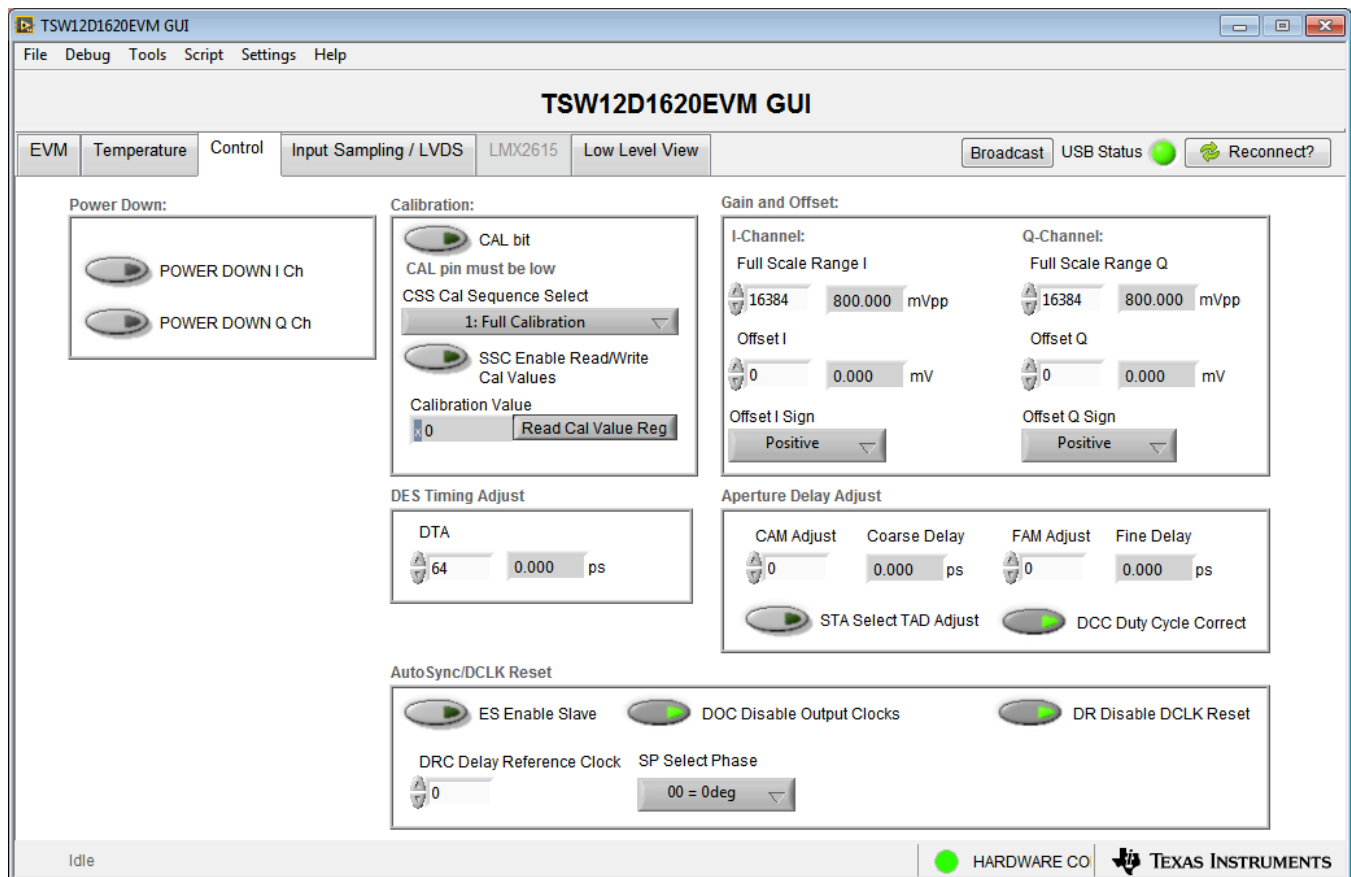 TSW12D1620EVM GUI
File Debug Tools Script Settings Help
TSW12D1620EVM GUI
EVM Temperature Control Input Sampling / LVDS LMX2615 Low Level View Broadcast USB Status Reconnect?
Power Down:
POWER DOWN I Ch
POWER DOWN Q Ch
Calibration:
CAL bit
CAL pin must be low
CSS Cal Sequence Select
1: Full Calibration
SSC Enable Read/Write
Cal Values
Calibration Value
x 0 Read Cal Value Reg
Gain and Offset:
I-Channel: Q-Channel:
Full Scale Range I Full Scale Range Q
16384 800.000 mVpp 16384 800.000 mVpp
Offset I Offset Q
0 0.000 mV 0 0.000 mV
Offset I Sign Offset Q Sign
Positive Positive
DES Timing Adjust
DTA
64 0.000 ps
Aperture Delay Adjust
CAM Adjust Coarse Delay FAM Adjust Fine Delay
0 0.000 ps 0 0.000 ps
STA Select TAD Adjust DCC Duty Cycle Correct
AutoSync/DCLK Reset
ES Enable Slave DOC Disable Output Clocks DR Disable DCLK Reset
DRC Delay Reference Clock SP Select Phase
0 00 = 0deg
Idle HARDWARE CO TEXAS INSTRUMENTS